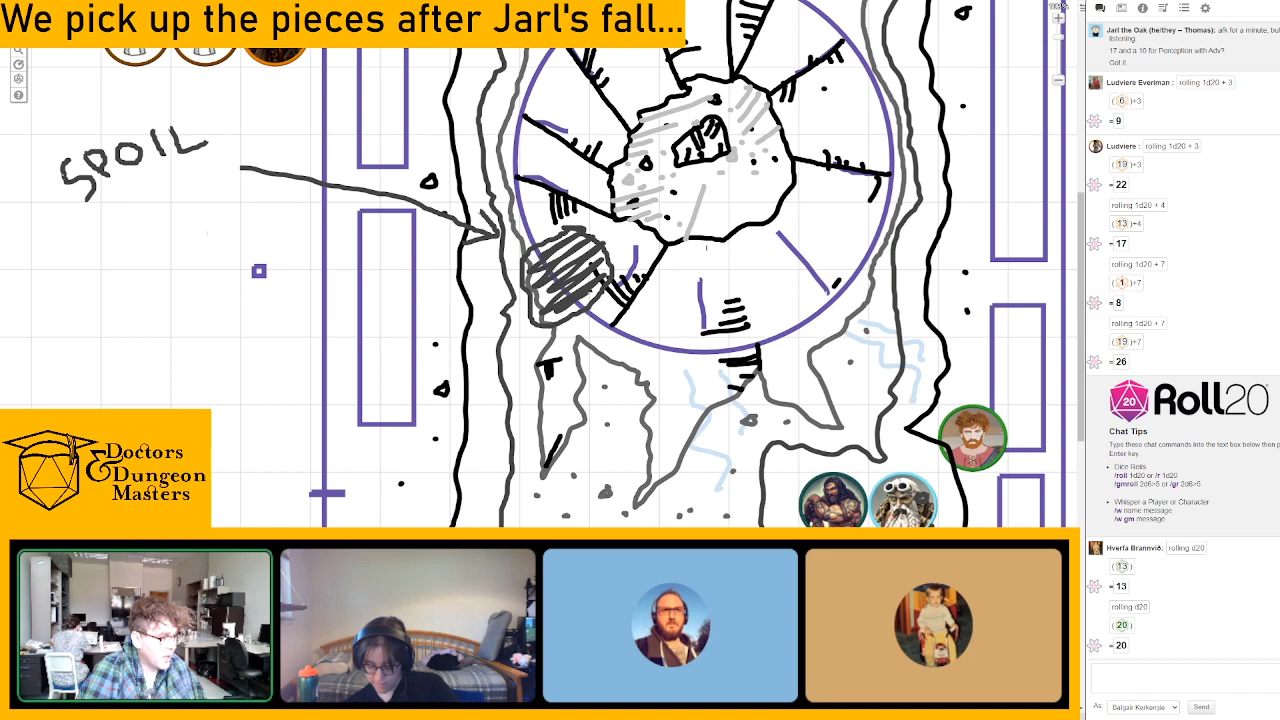 We pick up the pieces after Jarl's fall...
SPOIL
Doctors
&Dungeon
Masters
Jarl the Oak (he/they – Thomas): afk for a minute, but
listening
17 and a 10 for Perception with Adv?
Got it
Ludviere Everiman : rolling 1d20 + 3
(6)+3
= 9
Ludviere : rolling 1d20 + 3
(19)+3
= 22
rolling 1d20 + 4
(13)+4
= 17
rolling 1d20 + 7
(1)+7
= 8
rolling 1d20 + 7
(19)+7
= 26
20 Roll20
Chat Tips
Type these chat commands into the text box below then p
Enter key.
• Dice Rolls
/roll 1d20 or /r 1d20
/gmroll 2d6>5 or /gr 2d6>5
• Whisper a Player or Character
/w name message
/w gm message
Hverfa Brannvið: rolling d20
(13)
= 13
rolling d20
(20)
= 20
As: Balgair Kerkengie Send